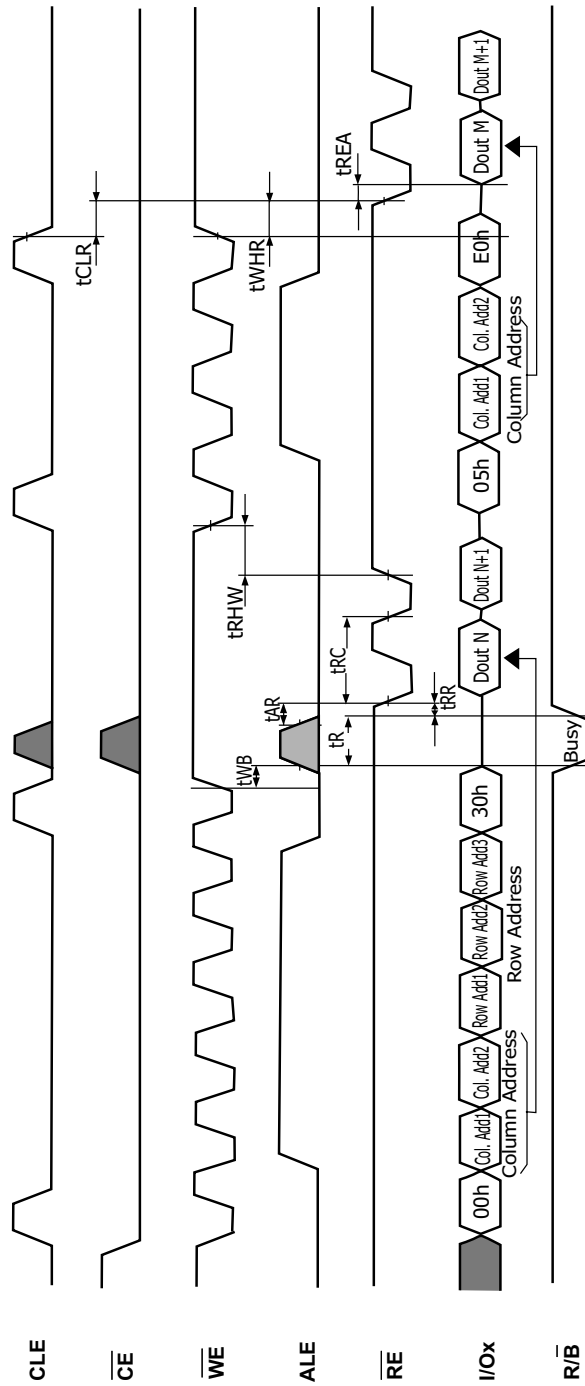 CLE
tCLR
CE
WE
tWHR
tRHW
tWB
ALE
tAR
RE
tREA
tRC
tR
tRR
I/Ox
00h
Col. Add1
Col. Add2
Row Add1
Row Add2
Row Add3
30h
Dout N
Dout N+1
05h
Col. Add1
Col. Add2
E0h
Dout M
Dout M+1
Column Address
Row Address
Column Address
R/B
Busy